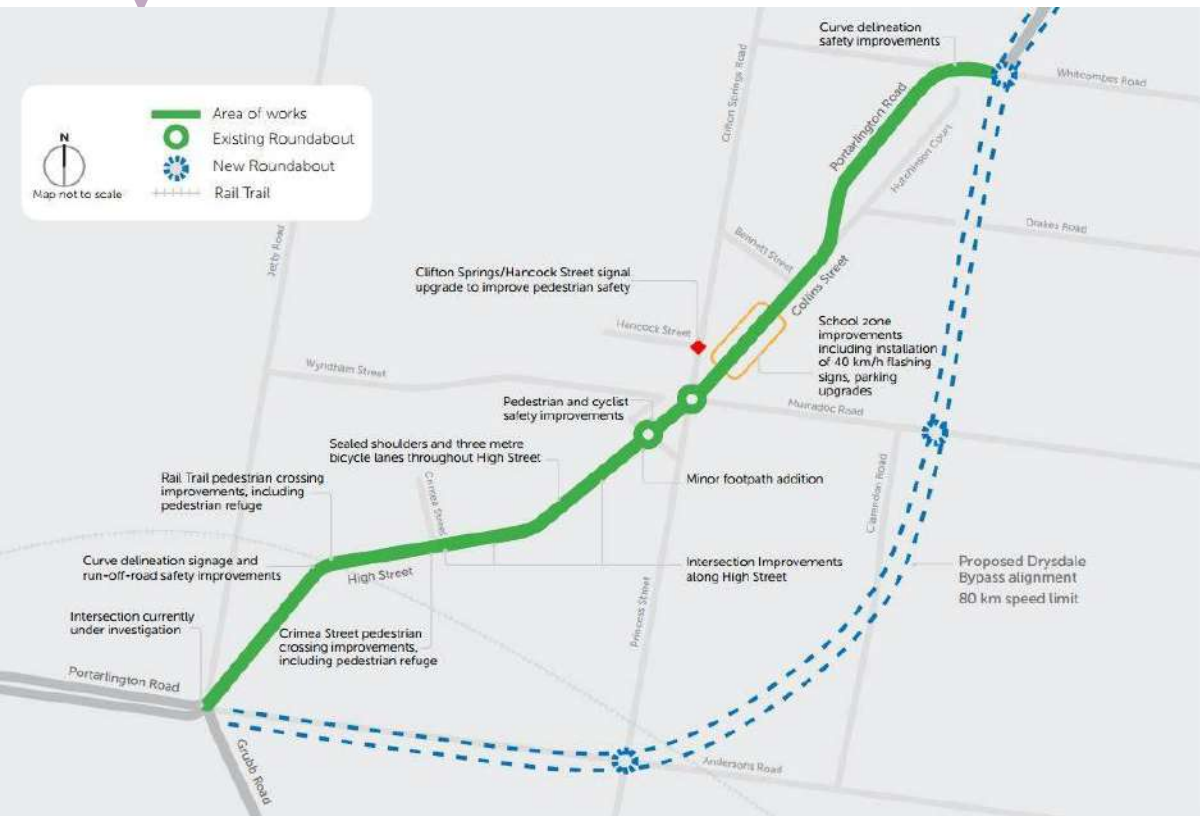 Curve delineation
safety improvements
Whitcombes Road
Clifton Springs Road
Portarlington Road
Hutchinson Court
Area of works
Existing Roundabout
New Roundabout
Rail Trail
N
Map not to scale
Jetty Road
Drakes Road
Bennett Street
Collins Street
Clifton Springs/Hancock Street signal
upgrade to improve pedestrian safety
Hancock Street
School zone
improvements
including installation
of 40 km/h flashing
signs, parking
upgrades
Wyndham Street
Murradoc Road
Pedestrian and cyclist
safety improvements
Sealed shoulders and three metre
bicycle lanes throughout High Street
Minor footpath addition
Rail Trail pedestrian crossing
improvements, including
pedestrian refuge
Crimea Street
Clarendon Road
Curve delineation signage and
run-off-road safety improvements
High Street
Intersection Improvements
along High Street
Proposed Drysdale
Bypass alignment
80 km speed limit
Princess Street
Intersection currently
under investigation
Crimea Street pedestrian
crossing improvements,
including pedestrian refuge
Portarlington Road
Grubb Road
Andersons Road